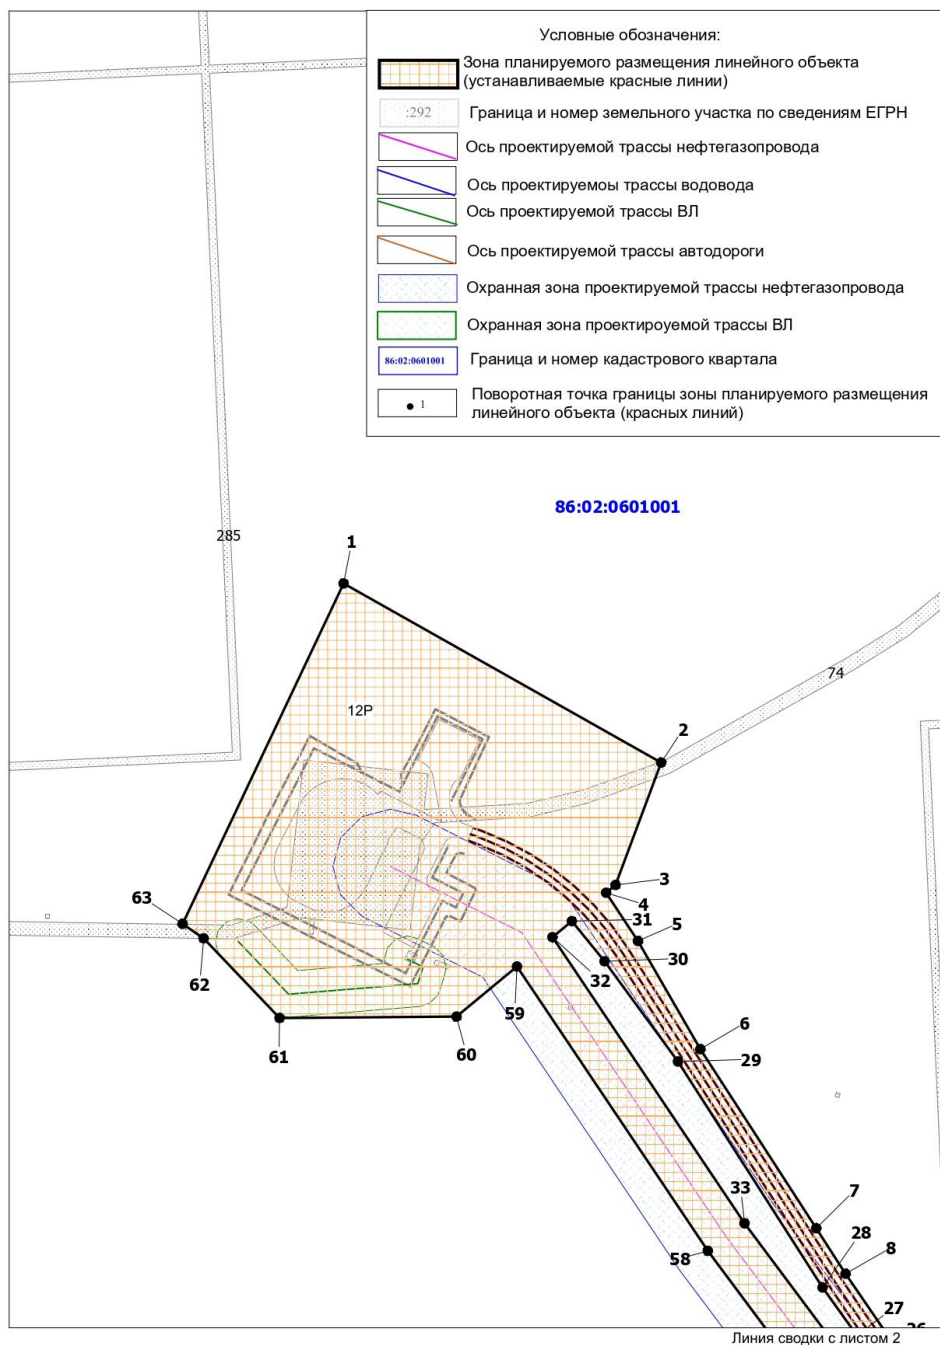 Условные обозначения:
Зона планируемого размещения линейного объекта
(устанавливаемые красные линии)
:292
Граница и номер земельного участка по сведениям ЕГРН
Ось проектируемой трассы нефтегазопровода
Ось проектируемоы трассы водовода
Ось проектируемой трассы ВЛ
Ось проектируемой трассы автодороги
Охранная зона проектируемой трассы нефтегазопровода
Охранная зона проектироуемой трассы ВЛ
86:02:0601001
Граница и номер кадастрового квартала
1
Поворотная точка границы зоны планируемого размещения
линейного объекта (красных линий)
86:02:0601001
285
1
74
12Р
2
3
63
4
31
5
30
62
32
59
61
60
6
29
33
7
28
58
8
27
26
Линия сводки с листом 2